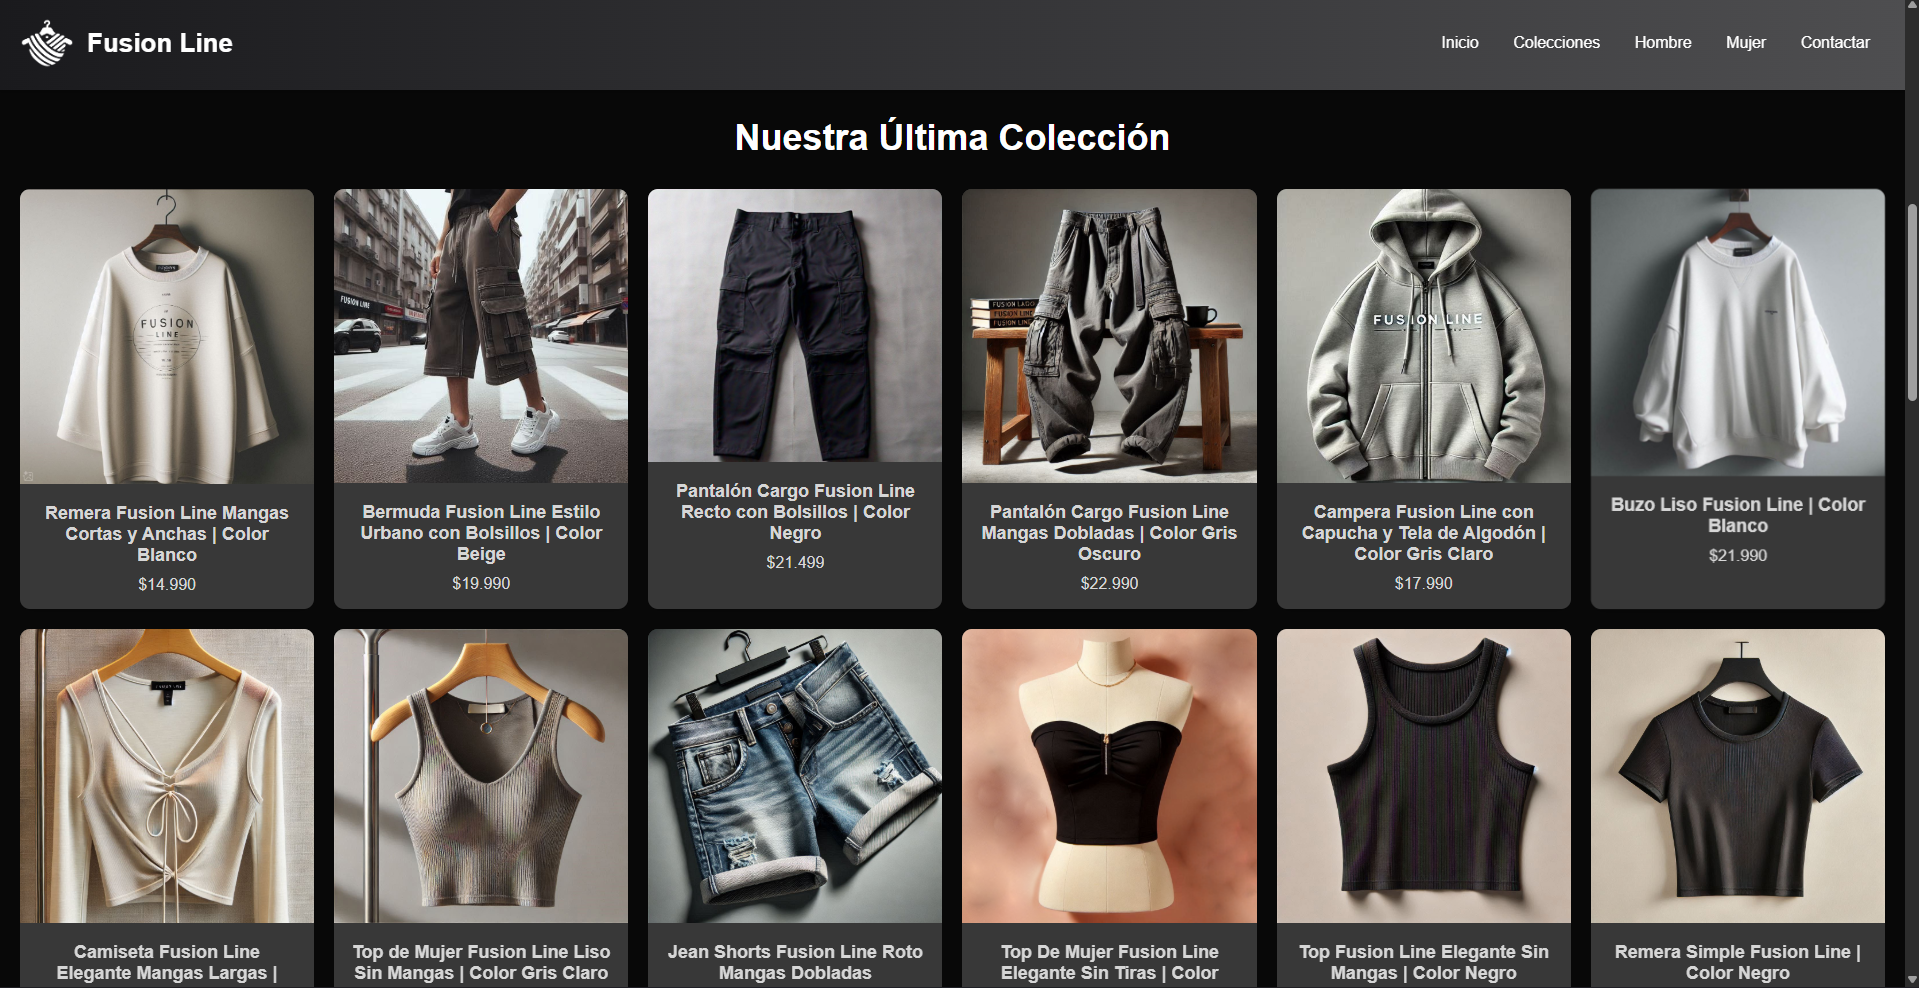 Fusion Line
Inicio
Colecciones
Hombre
Mujer
Contactar
Nuestra Última Colección
FUSION
LINE
FUSION LINE
FUSION LINE
FUSION LINE
Remera Fusion Line Mangas
Cortas y Anchas | Color
Blanco
$14.990
Bermuda Fusion Line Estilo
Urbano con Bolsillos | Color
Beige
$19.990
Pantalón Cargo Fusion Line
Recto con Bolsillos | Color
Negro
$21.499
Pantalón Cargo Fusion Line
Mangas Dobladas | Color Gris
Oscuro
$22.990
Campera Fusion Line con
Capucha y Tela de Algodón |
Color Gris Claro
$17.990
Buzo Liso Fusion Line | Color
Blanco
$21.990
Camiseta Fusion Line
Elegante Mangas Largas |
Top de Mujer Fusion Line Liso
Sin Mangas | Color Gris Claro
Jean Shorts Fusion Line Roto
Mangas Dobladas
Top De Mujer Fusion Line
Elegante Sin Tiras | Color
Top Fusion Line Elegante Sin
Mangas | Color Negro
Remera Simple Fusion Line |
Color Negro